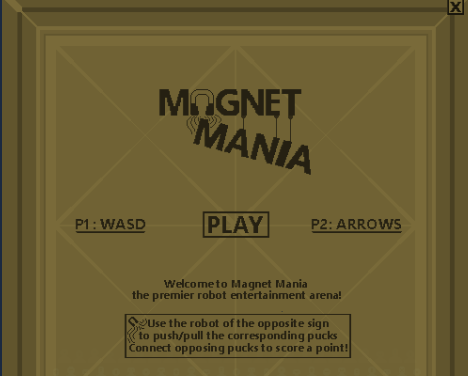 X
MAGNET
MANIA
P1: WASD
PLAY
P2: ARROWS
Welcome to Magnet Mania
the premier robot entertainment arena!
Use the robot of the opposite sign
to push/pull the corresponding pucks
Connect opposing pucks to score a point!